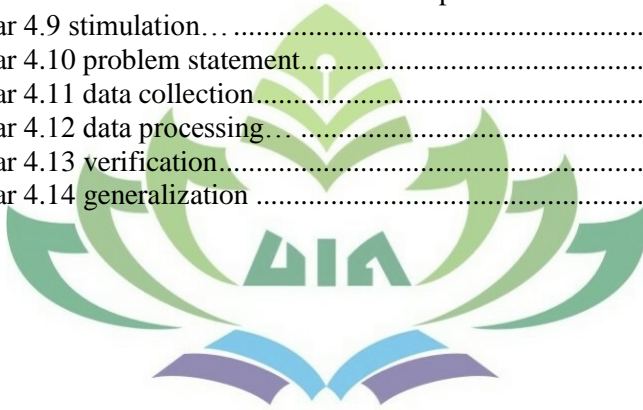 ar 4.9 stimulation… ..............................................................
ar 4.10 problem statement....................................................
ar 4.11 data collection...........................................................
ar 4.12 data processing… ....................................................
ar 4.13 verification................................................................
ar 4.14 generalization ...........................................................
UIN